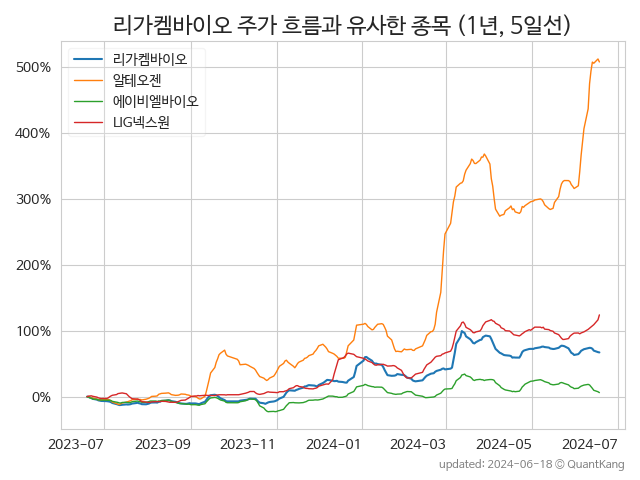 리가켐바이오 주가 흐름과 유사한 종목 (1년, 5일선)
리가켐바이오
알테오젠
에이비엘바이오
LIG넥스원
500%
400%
300%
200%
100%
0%
2023-07 2023-09 2023-11 2024-01 2024-03 2024-05 2024-07
updated: 2024-06-18 © QuantKang